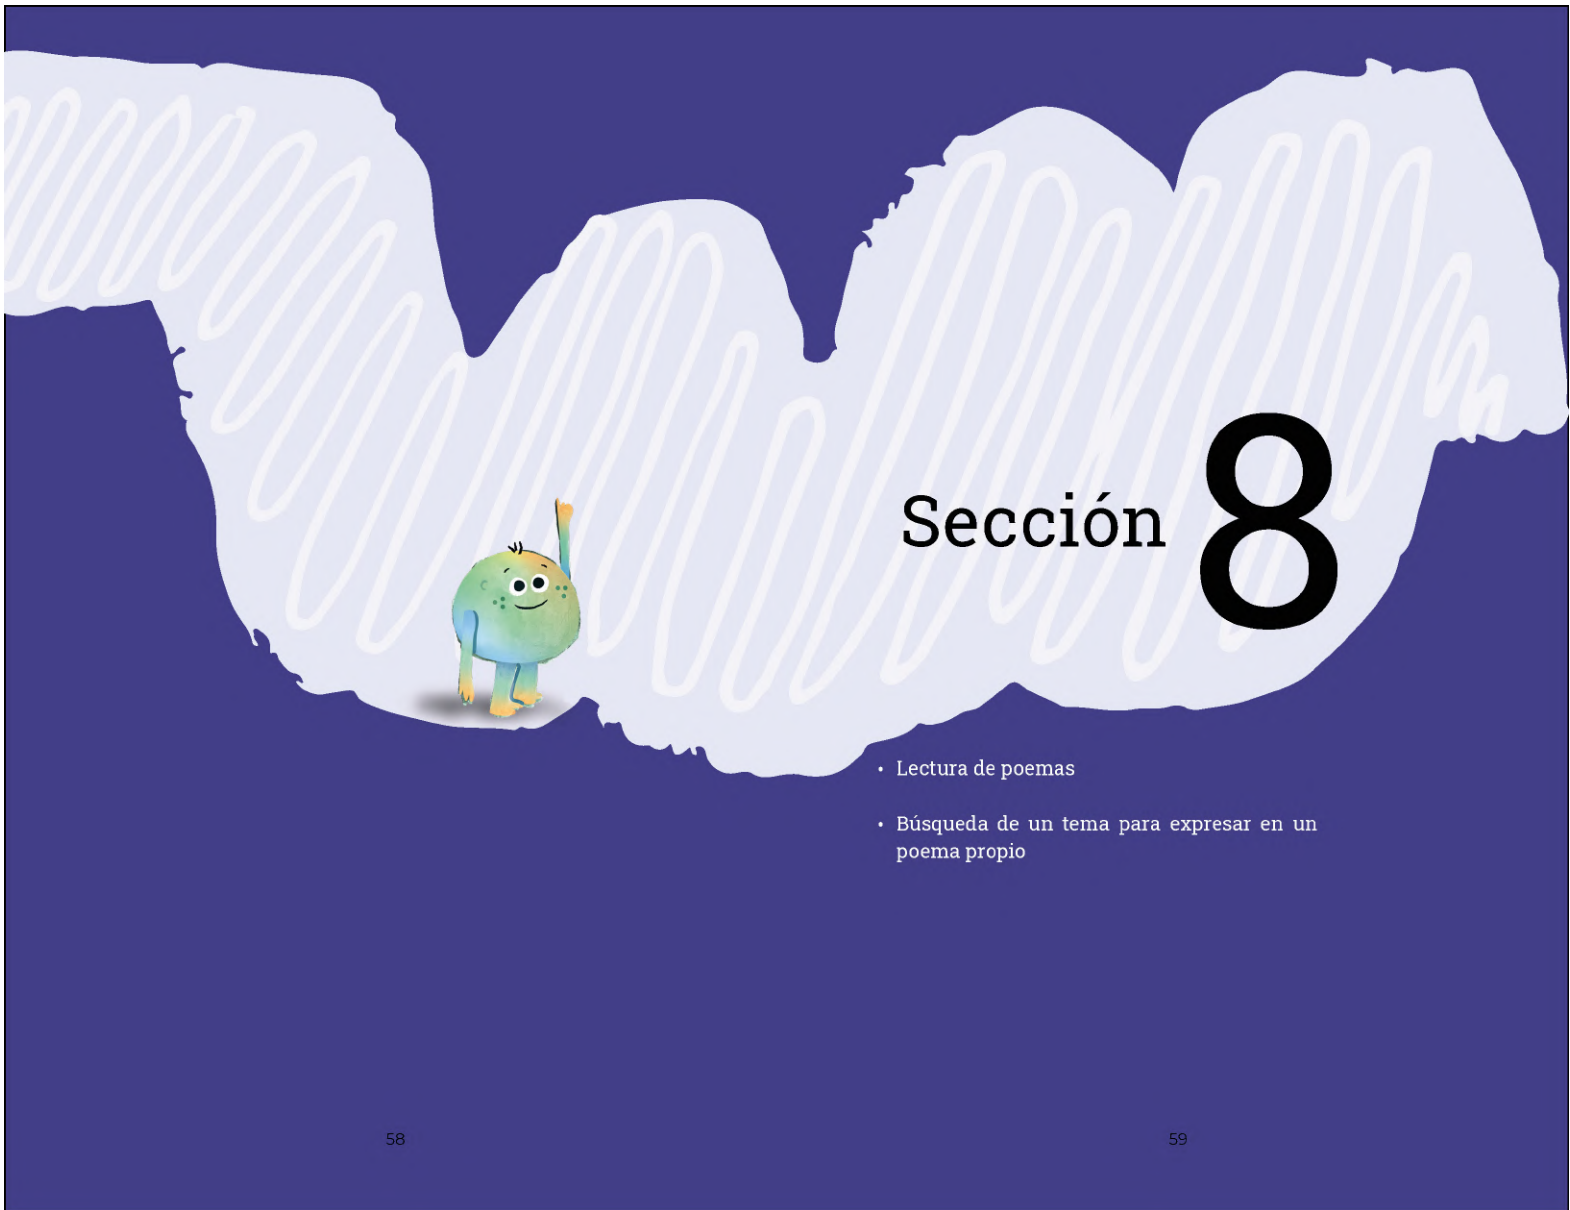 Sección 8
• Lectura de poemas
• Búsqueda de un tema para expresar en un
poema propio
58
59